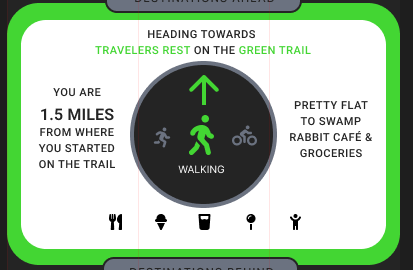 DESTINATIONS AHEAD
HEADING TOWARDS
TRAVELERS REST ON THE GREEN TRAIL
YOU ARE
1.5 MILES
FROM WHERE
YOU STARTED
ON THE TRAIL
WALKING
PRETTY FLAT
TO SWAMP
RABBIT CAFÉ &
GROCERIES
DESTINATIONS BEHIND